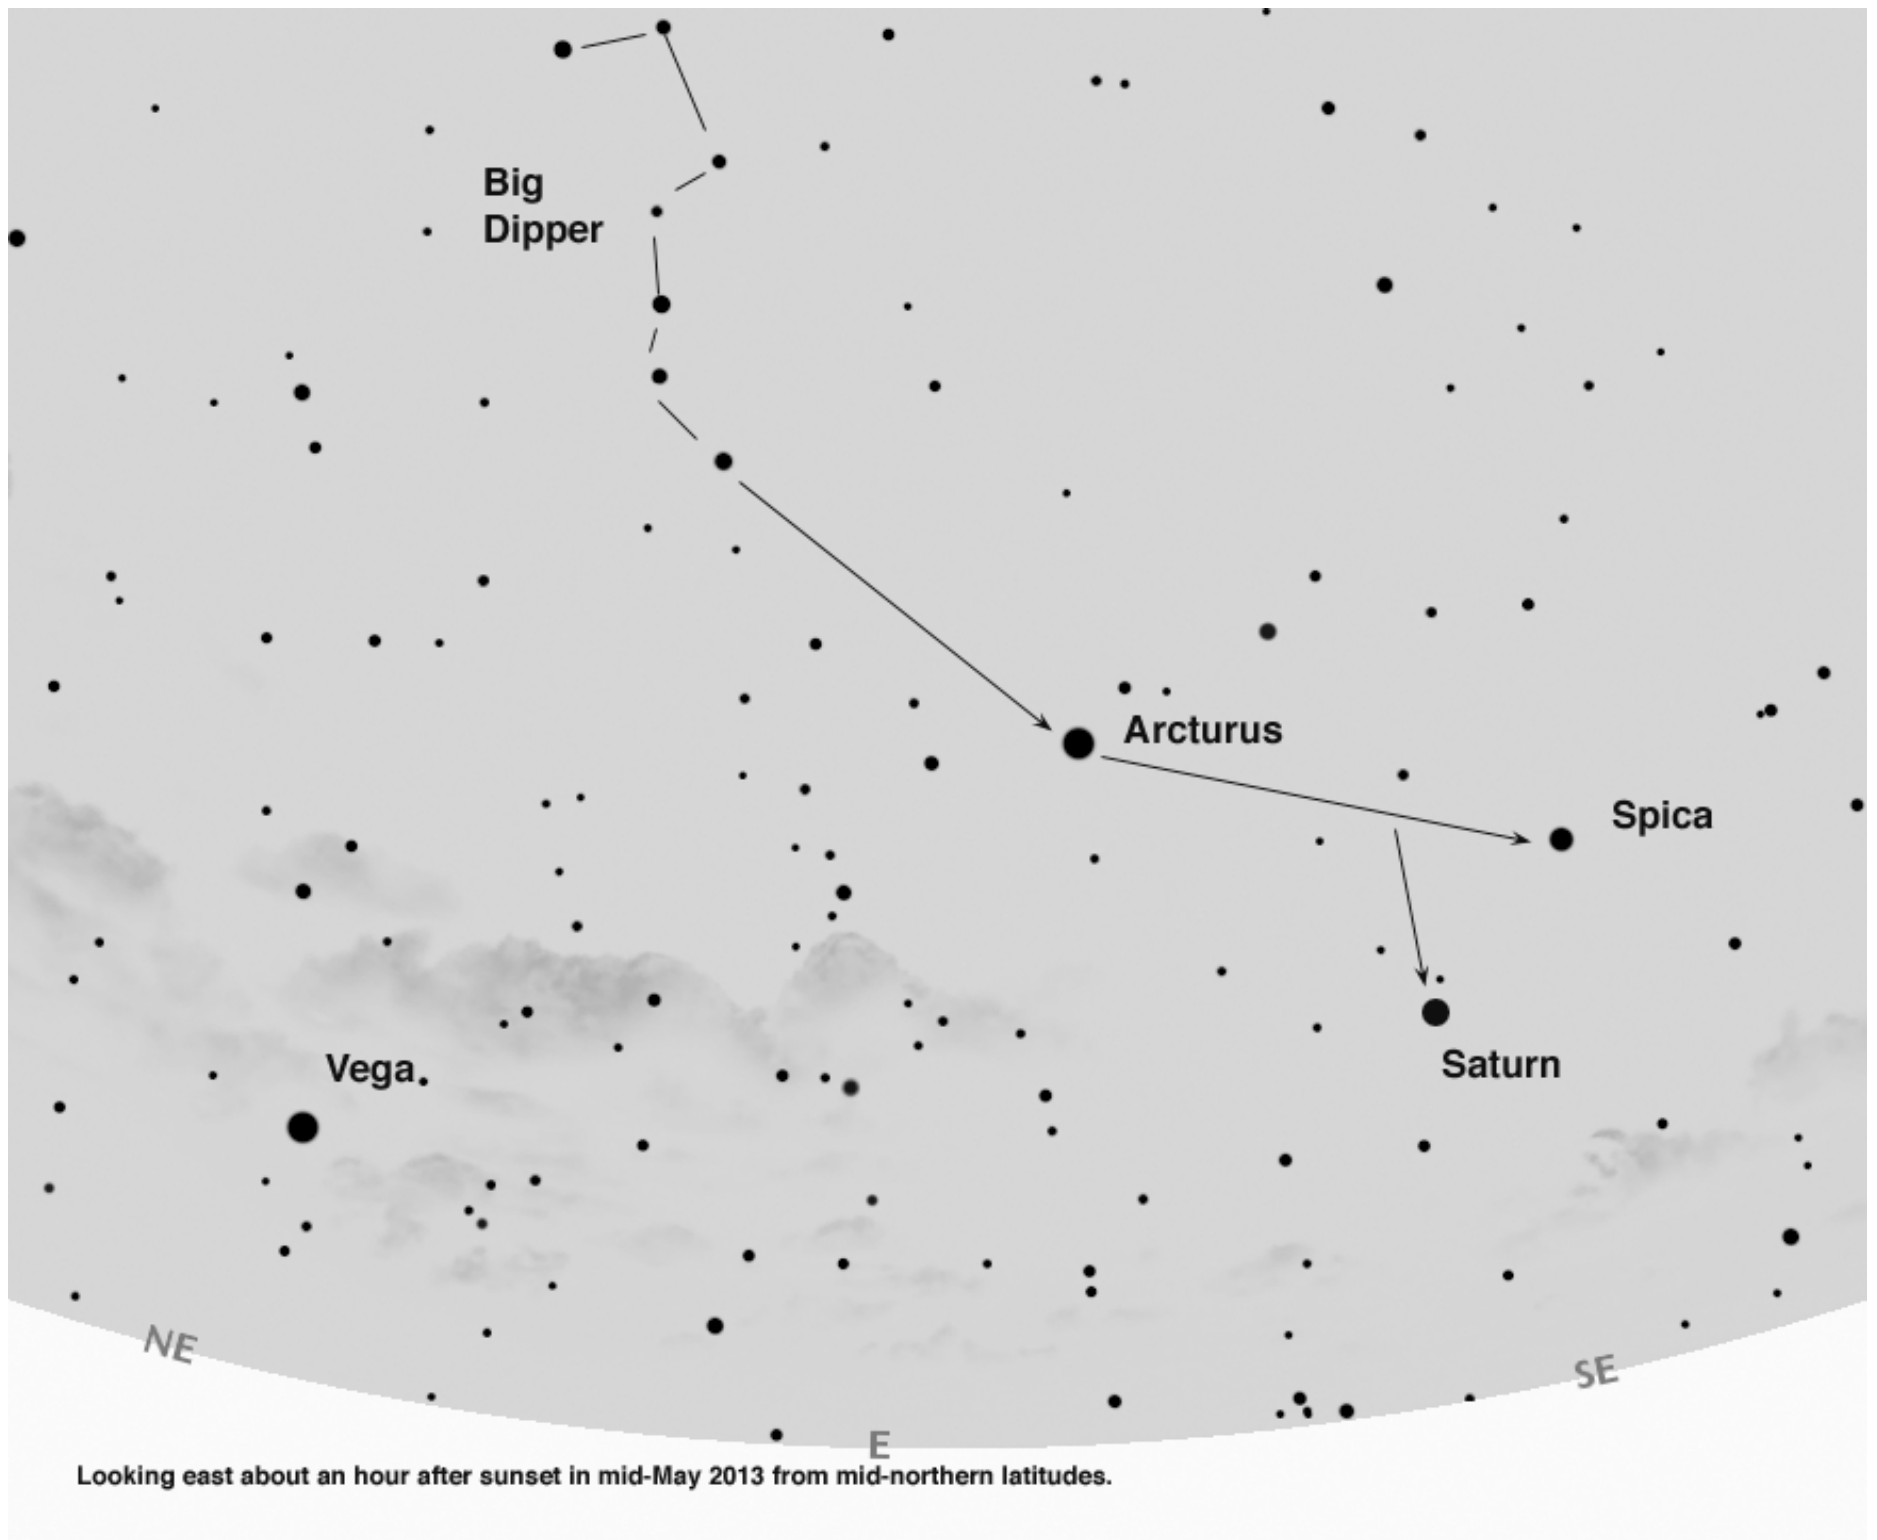 Big
Dipper
Arcturus
Spica
Vega
Saturn
NE
SE
E
Looking east about an hour after sunset in mid-May 2013 from mid-northern latitudes.